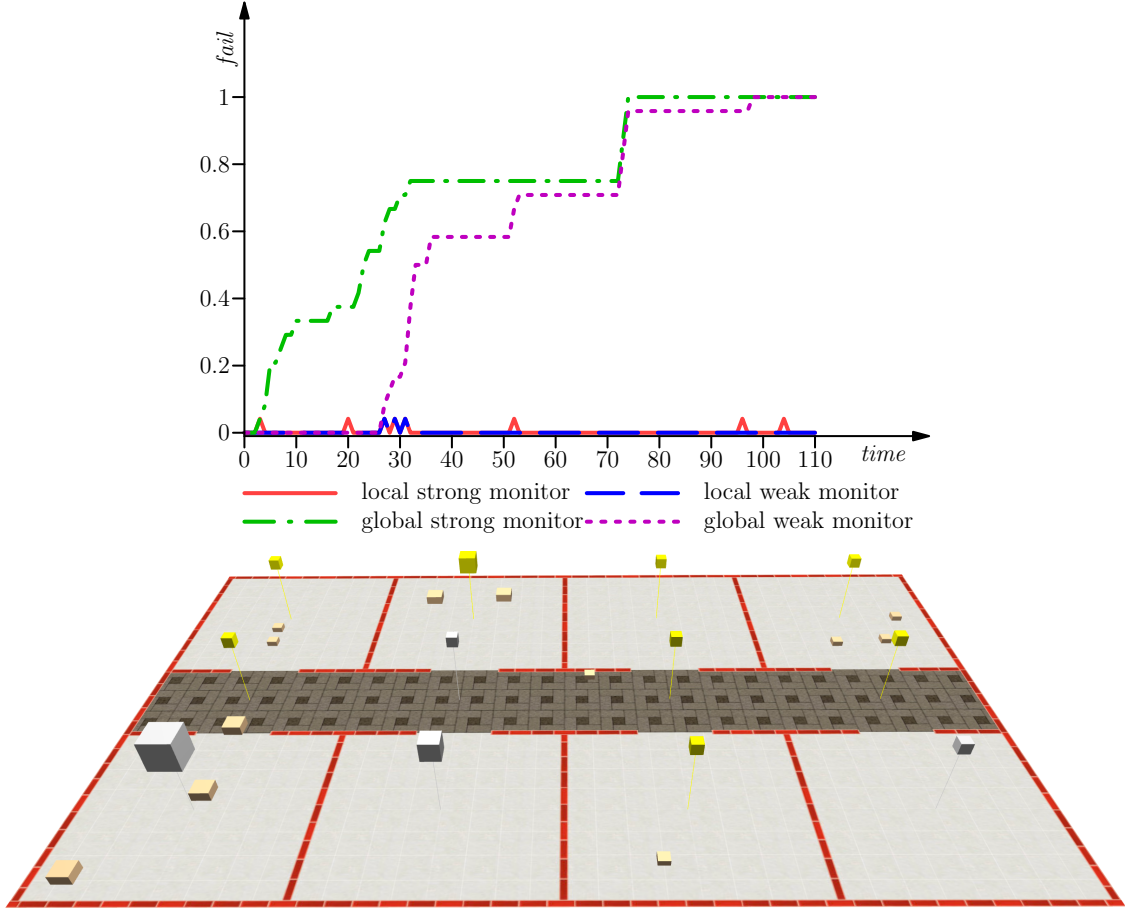 fail
1
0.8
0.6
0.4
0.2
0
0 10 20 30 40 50 60 70 80 90 100 110
time
local strong monitor local weak monitor
global strong monitor global weak monitor